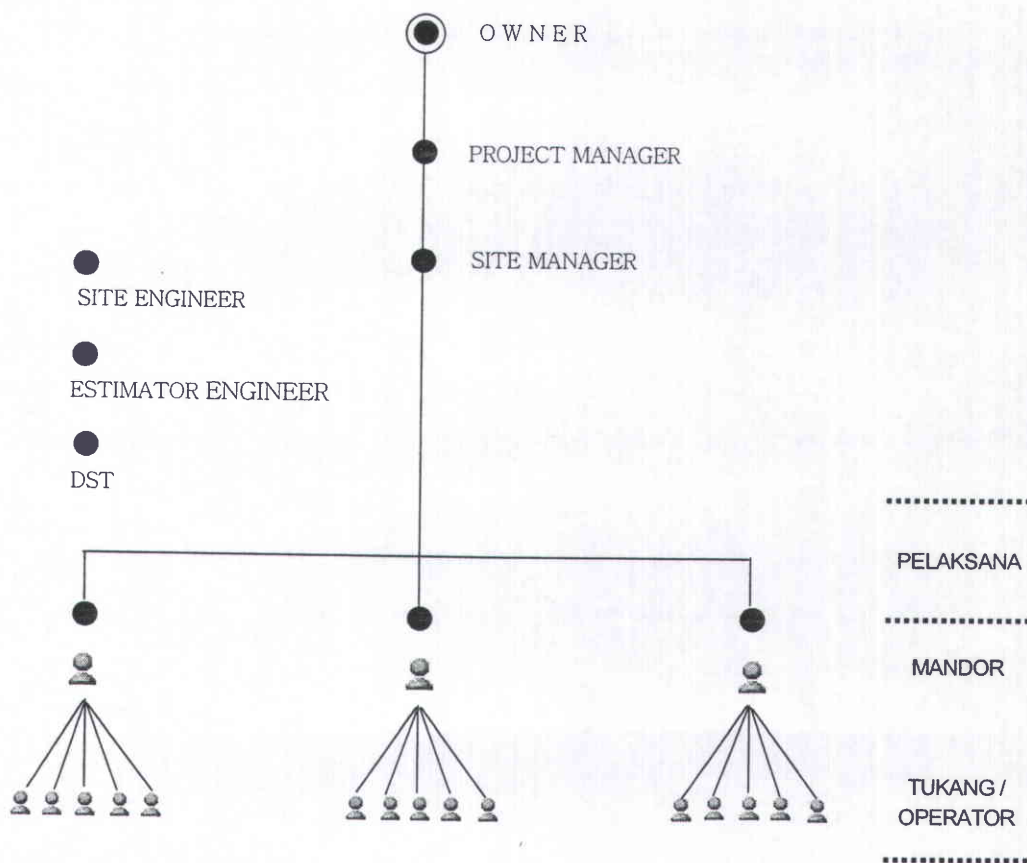 OWNER
PROJECT MANAGER
SITE MANAGER
SITE ENGINEER
ESTIMATOR ENGINEER
DST
PELAKSANA
MANDOR
TUKANG /
OPERATOR